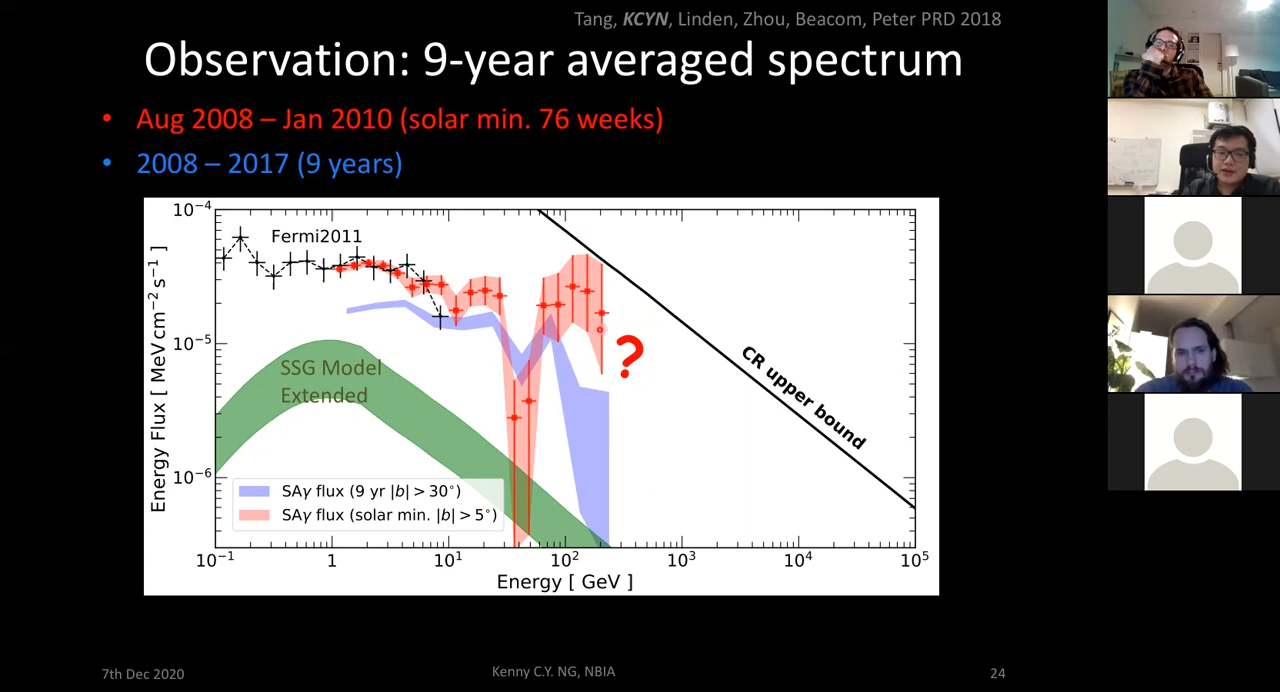 Tang, KCYN, Linden, Zhou, Beacom, Peter PRD 2018
Observation: 9-year averaged spectrum
• Aug 2008 – Jan 2010 (solar min. 76 weeks)
• 2008 – 2017 (9 years)
10⁻⁴
Fermi2011
10⁻⁵
?
CR upper bound
SSG Model
Extended
Energy Flux [ MeV cm⁻² s⁻¹ ]
10⁻⁶
SAγ flux (9 yr |b| > 30°)
SAγ flux (solar min. |b| > 5°)
10⁻¹ 1 10¹ 10² 10³ 10⁴ 10⁵
Energy [ GeV ]
7th Dec 2020
Kenny C.Y. NG, NBIA
24